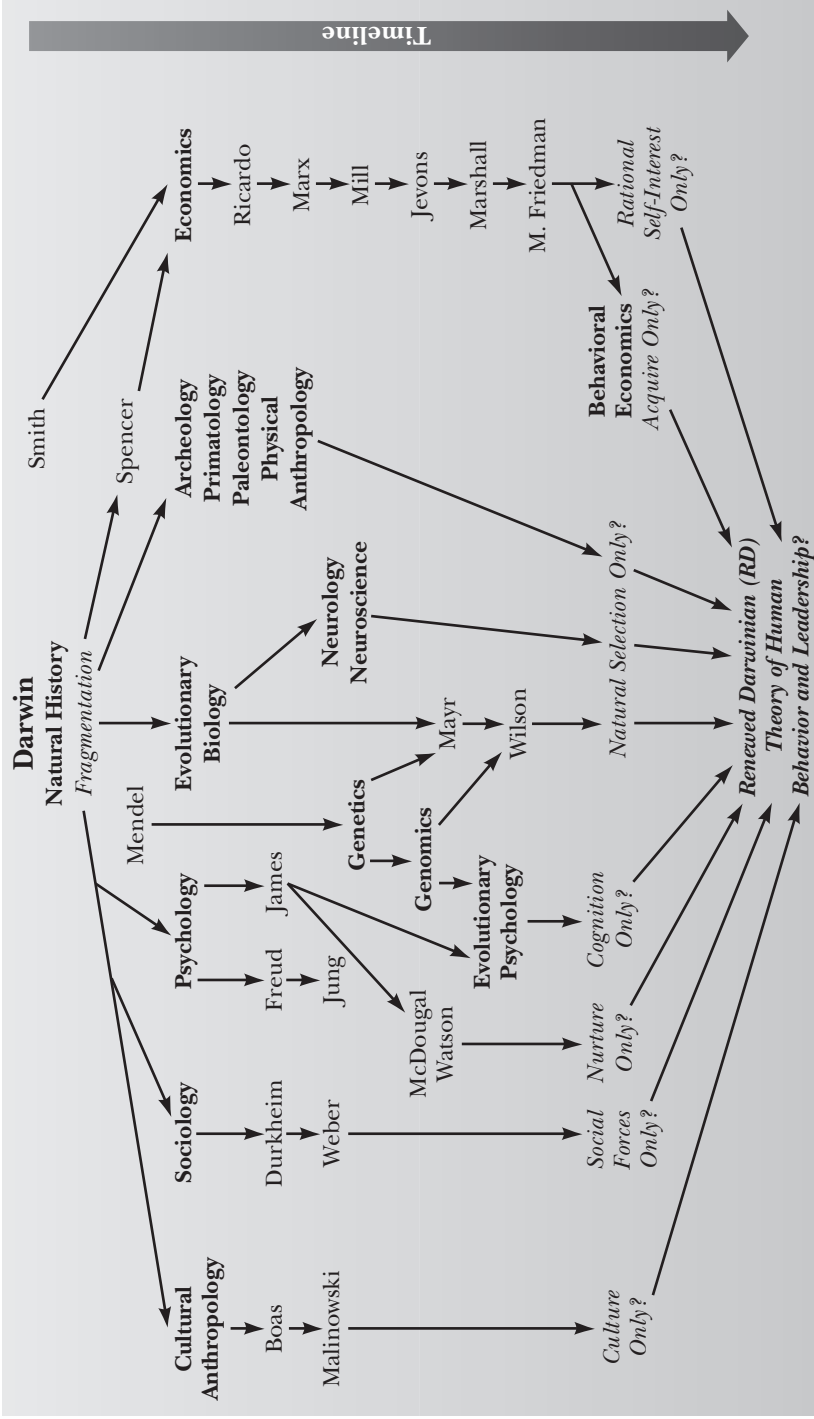 Darwin
Natural History
Fragmentation
Smith
Spencer
Mendel
Cultural
Anthropology
Boas
Malinowski
Culture
Only?
Sociology
Durkheim
Weber
Social
Forces
Only?
Psychology
Freud
Jung
James
McDougal
Watson
Nurture
Only?
Evolutionary
Psychology
Cognition
Only?
Genetics
Genomics
Evolutionary
Biology
Mayr
Wilson
Neurology
Neuroscience
Natural Selection Only?
Archeology
Primatology
Paleontology
Physical
Anthropology
Economics
Ricardo
Marx
Mill
Jevons
Marshall
M. Friedman
Behavioral
Economics
Acquire Only?
Rational
Self-Interest
Only?
Renewed Darwinian (RD)
Theory of Human
Behavior and Leadership?
Timeline